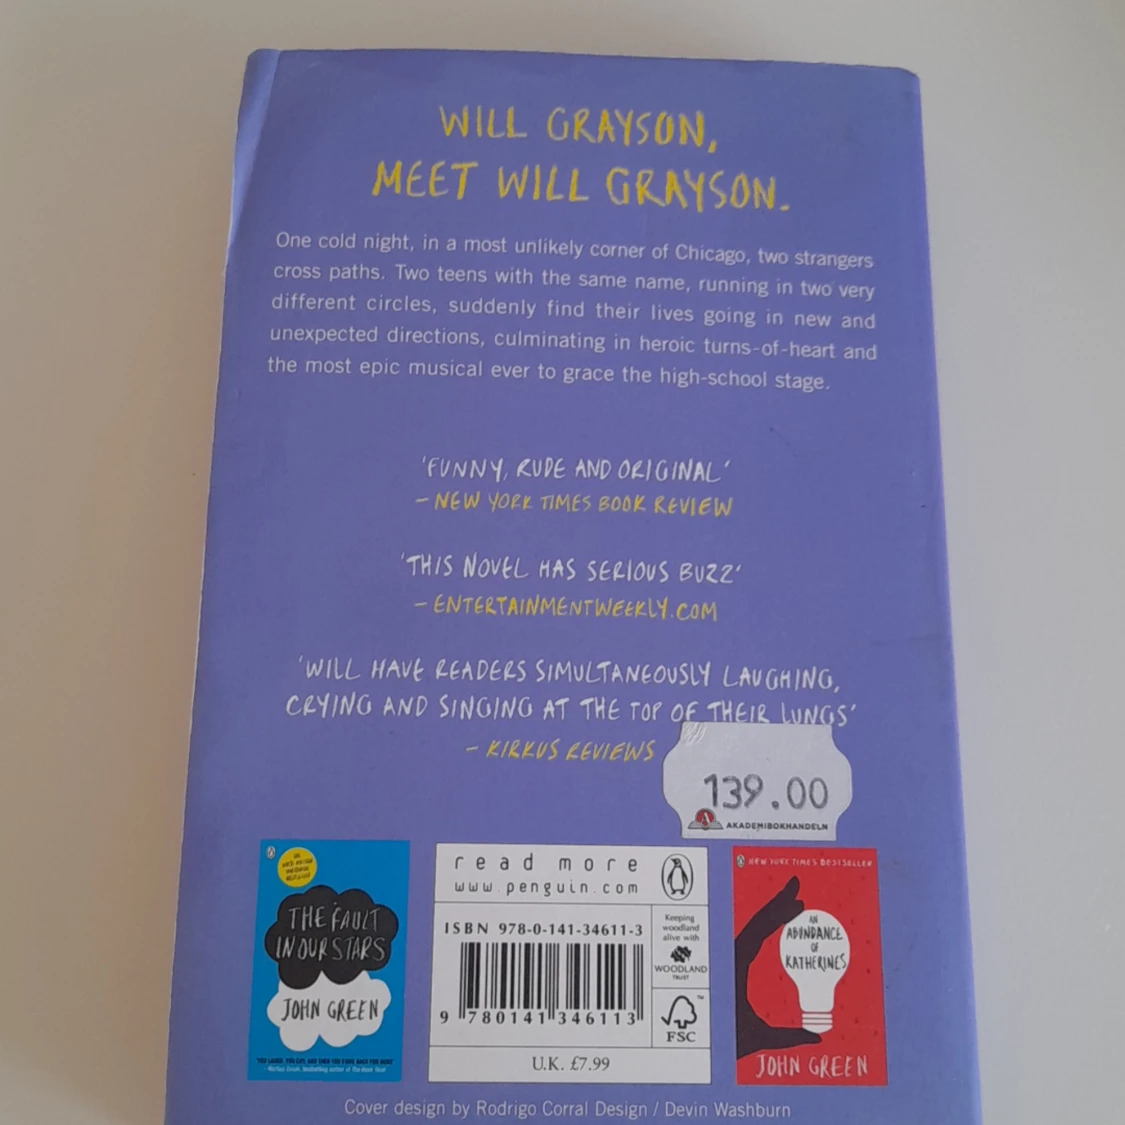 WILL GRAYSON,
MEET WILL GRAYSON.
One cold night, in a most unlikely corner of Chicago, two strangers
cross paths. Two teens with the same name, running in two very
different circles, suddenly find their lives going in new and
unexpected directions, culminating in heroic turns-of-heart and
the most epic musical ever to grace the high-school stage.
'FUNNY, RUDE AND ORIGINAL'
– NEW YORK TIMES BOOK REVIEW
'THIS NOVEL HAS SERIOUS BUZZ'
– ENTERTAINMENTWEEKLY.COM
'WILL HAVE READERS SIMULTANEOUSLY LAUGHING,
CRYING AND SINGING AT THE TOP OF THEIR LUNGS'
– KIRKUS REVIEWS
139.00
A AKADEMIBOKHANDELN
THE FAULT
IN OUR STARS
JOHN GREEN
read more
www.penguin.com
ISBN 978-0-141-34611-3
9 780141 346113
Keeping
woodland
alive with
WOODLAND
TRUST
™
FSC
U.K. £7.99
NEW YORK TIMES BESTSELLER
AN
ABUNDANCE
OF
KATHERINES
JOHN GREEN
Cover design by Rodrigo Corral Design / Devin Washburn